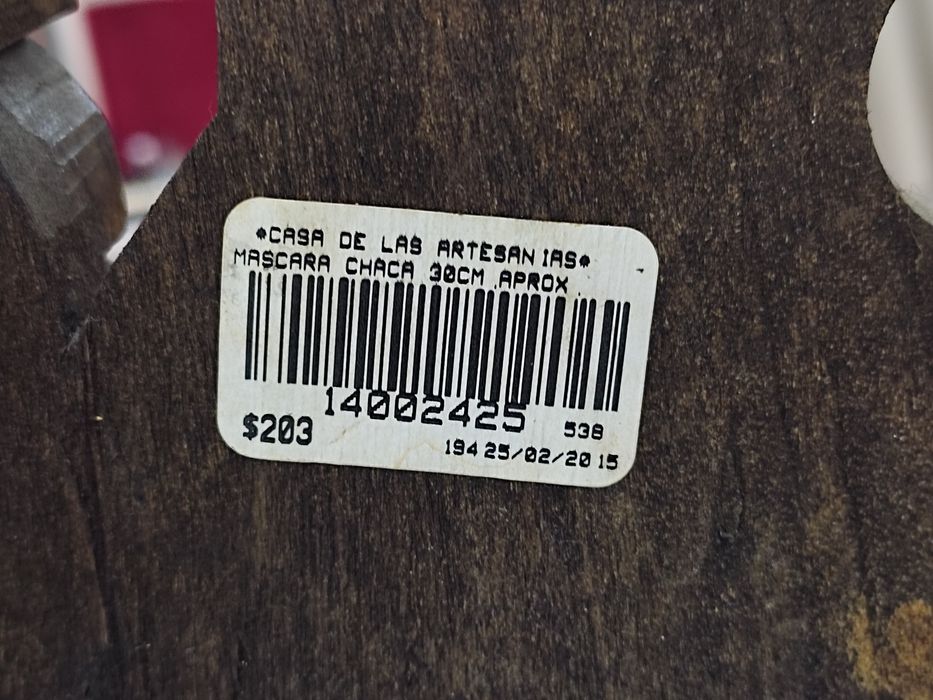 *CASA DE LAS ARTESANIAS*
MASCARA CHACA 30CM APROX.
14002425 538
$203
194 25/02/2015